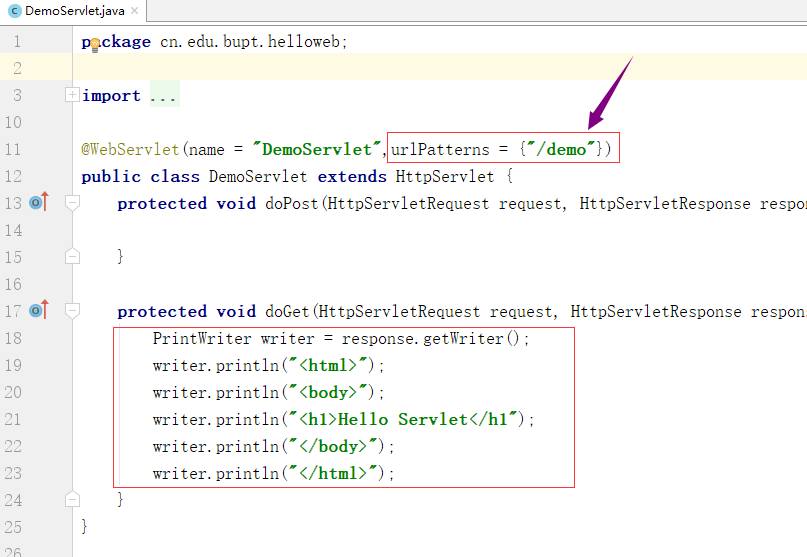 DemoServlet.java
1 package cn.edu.bupt.helloweb;
2
3 import ...
10
11 @WebServlet(name = "DemoServlet",urlPatterns = {"/demo"})
12 public class DemoServlet extends HttpServlet {
13 protected void doPost(HttpServletRequest request, HttpServletResponse respon
14
15 }
16
17 protected void doGet(HttpServletRequest request, HttpServletResponse respons
18 PrintWriter writer = response.getWriter();
19 writer.println("<html>");
20 writer.println("<body>");
21 writer.println("<h1>Hello Servlet</h1");
22 writer.println("</body>");
23 writer.println("</html>");
24 }
25 }
26